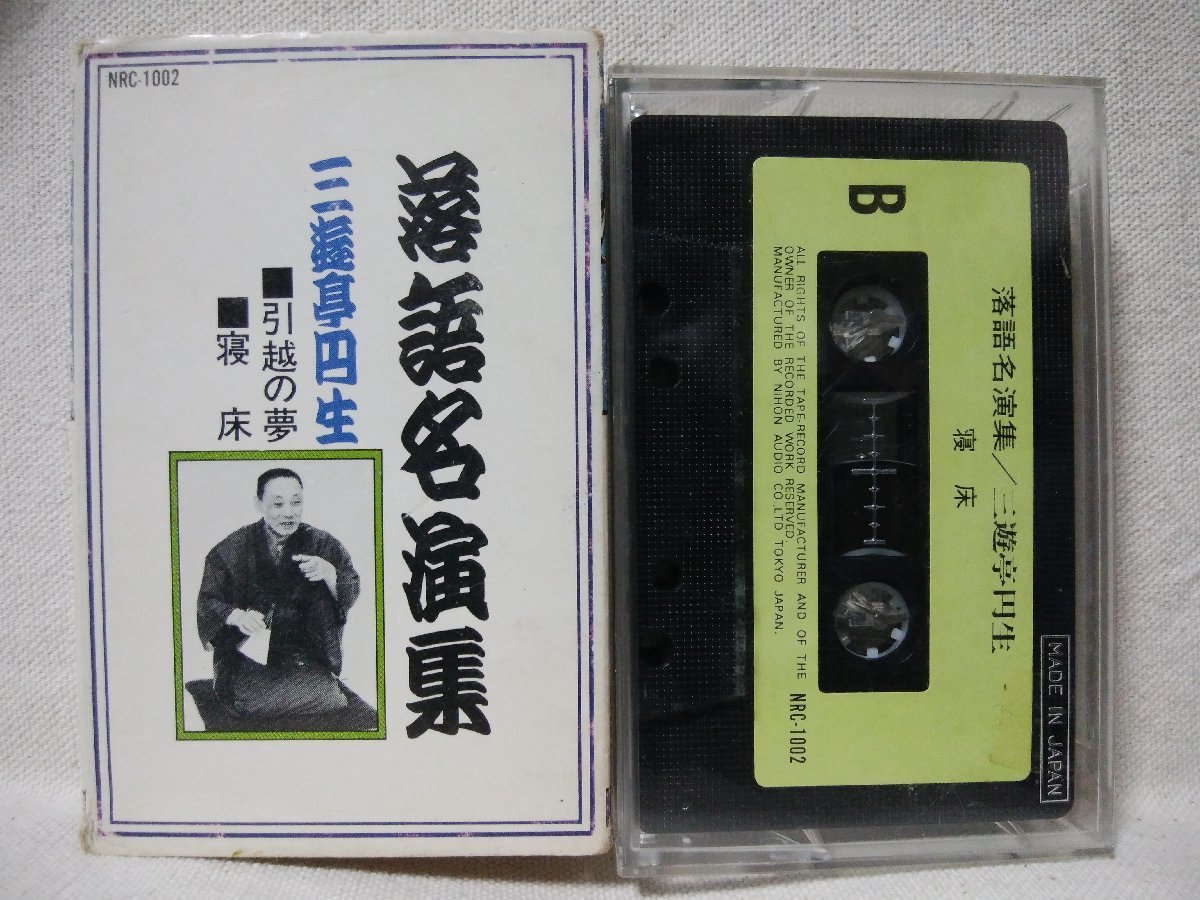 NRC-1002
落語名演集
三遊亭円生
■引越の夢
■寝床
B
落語名演集/三遊亭円生
寝床
ALL RIGHTS OF THE TAPE-RECORD MANUFACTURER AND OF THE
OWNER OF THE RECORDED WORK RESERVED.
MANUFACTURED BY NIHON AUDIO CO,LTD TOKYO JAPAN.
NRC-1002
MADE IN JAPAN